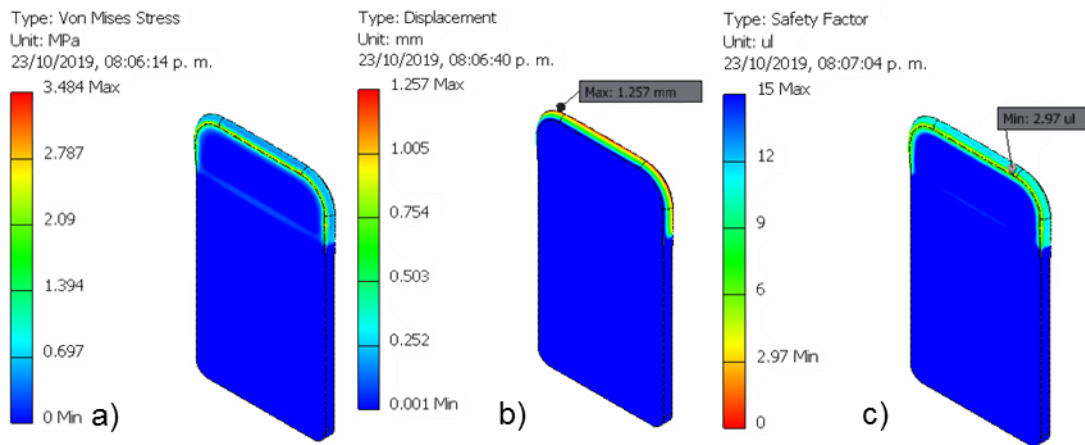 Type: Von Mises Stress
Unit: MPa
23/10/2019, 08:06:14 p. m.
3.484 Max
2.787
2.09
1.394
0.697
0 Min
a)
Type: Displacement
Unit: mm
23/10/2019, 08:06:40 p. m.
1.257 Max
Max: 1.257 mm
1.005
0.754
0.503
0.252
0.001 Min
b)
Type: Safety Factor
Unit: ul
23/10/2019, 08:07:04 p. m.
15 Max
Min: 2.97 ul
12
9
6
2.97 Min
0
c)